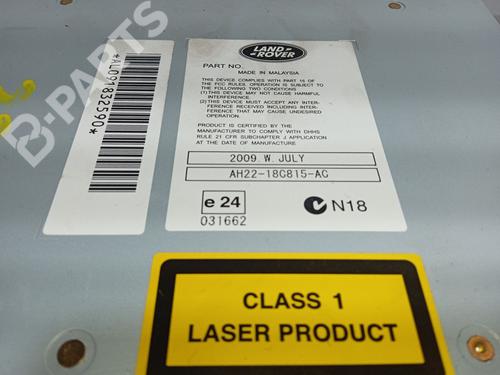 B-PARTS
*AL0578325590*
LAND-
ROVER
PART NO.
MADE IN MALAYSIA
THIS DEVICE COMPLIES WITH PART 15 OF
THE FCC RULES. OPERATION IS SUBJECT TO
THE FOLLOWING TWO CONDITIONS
(1) THIS DEVICE MAY NOT CAUSE HARMFUL
INTERFERENCE.
(2) THIS DEVICE MUST ACCEPT ANY INTER-
FERENCE RECEIVED INCLUDING INTER-
FERENCE THAT MAY CAUSE UNDESIRED
OPERATION.
PRODUCT IS CERTIFIED BY THE
MANUFACTURER TO COMPLY WITH DHHS
RULE 21 CFR SUBCHAPTER J APPLICATION
AT THE DATE OF MANUFACTURE
2009. W. JULY
AH22-18C815-AC
e 24
031662
N18
CLASS 1
LASER PRODUCT